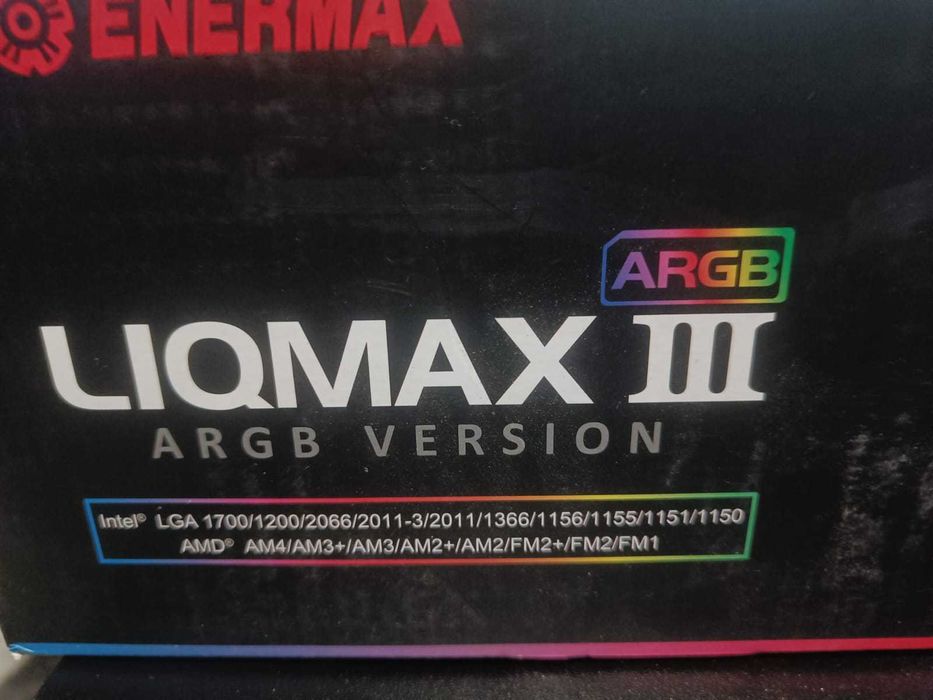 ENERMAX
ARGB
LIQMAX III
ARGB VERSION
Intel® LGA 1700/1200/2066/2011-3/2011/1366/1156/1155/1151/1150
AMD® AM4/AM3+/AM3/AM2+/AM2/FM2+/FM2/FM1